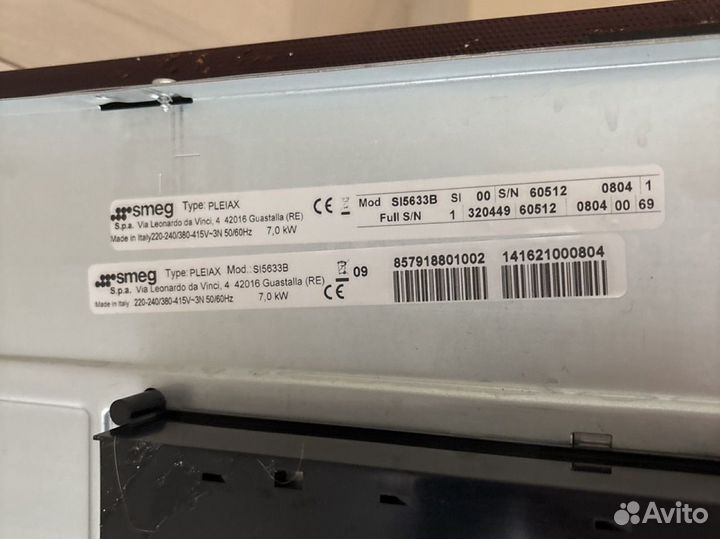 smeg Type: PLEIAX
S.p.a. Via Leonardo da Vinci, 4 42016 Guastalla (RE)
Made in Italy 220-240/380-415V~3N 50/60Hz 7,0 kW
CE
Mod SI5633B SI 00 S/N 60512 0804 1
Full S/N 1 320449 60512 0804 00 69
smeg Type: PLEIAX Mod.: SI5633B
S.p.a. Via Leonardo da Vinci, 4 42016 Guastalla (RE)
Made in Italy 220-240/380-415V~3N 50/60Hz 7,0 kW
09
857918801002 141621000804
Avito